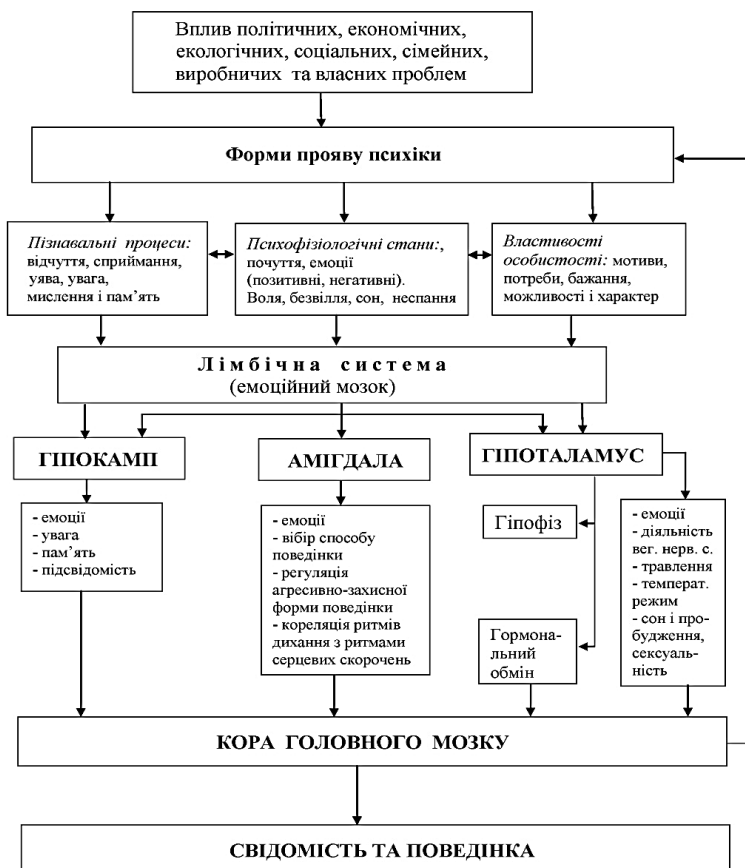 Вплив політичних, економічних,
екологічних, соціальних, сімейних,
виробничих та власних проблем
Форми прояву психіки
Пізнавальні процеси:
відчуття, сприймання,
уява, увага,
мислення і пам’ять
Психофізіологічні стани:,
почуття, емоції
(позитивні, негативні).
Воля, безвілля, сон, неспання
Властивості
особистості: мотиви,
потреби, бажання,
можливості і характер
Лімбічна система
(емоційний мозок)
ГІПОКАМП
АМІГДАЛА
ГІПОТАЛАМУС
- емоції
- увага
- пам’ять
- підсвідомість
- емоції
- вібір способу
поведінки
- регуляція
агресивно-захисної
форми поведінки
- кореляція ритмів
дихання з ритмами
серцевих скорочень
Гіпофіз
Гормона-
льний
обмін
- емоції
- діяльність
вег. нерв. с.
- травлення
- температ.
режим
- сон і про-
будження,
сексуаль-
ність
КОРА ГОЛОВНОГО МОЗКУ
СВІДОМІСТЬ ТА ПОВЕДІНКА